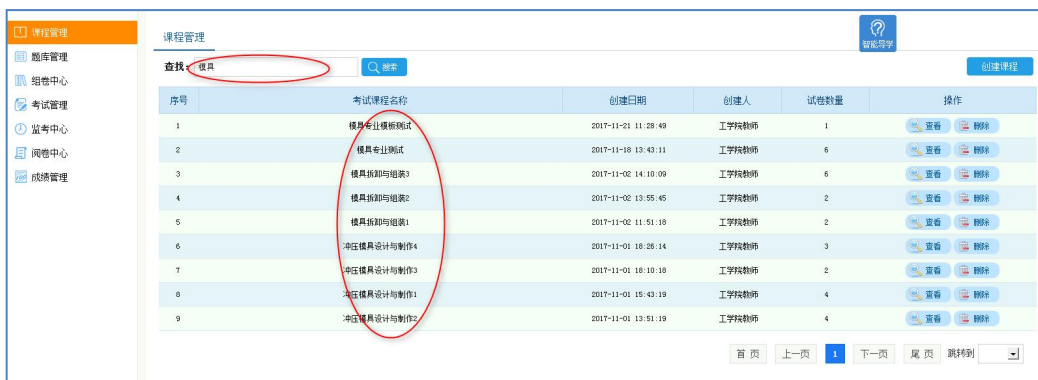 课程管理
题库管理
组卷中心
考试管理
监考中心
阅卷中心
成绩管理
课程管理
智能导学
查找： 模具 搜索 创建课程
序号 考试课程名称 创建日期 创建人 试卷数量 操作
1 模具专业模板测试 2017-11-21 11:28:49 工学院教师 1 查看 删除
2 模具专业测试 2017-11-18 13:43:11 工学院教师 6 查看 删除
3 模具拆卸与组装3 2017-11-02 14:10:09 工学院教师 6 查看 删除
4 模具拆卸与组装2 2017-11-02 13:55:45 工学院教师 2 查看 删除
5 模具拆卸与组装1 2017-11-02 11:51:18 工学院教师 2 查看 删除
6 冲压模具设计与制作4 2017-11-01 18:26:14 工学院教师 3 查看 删除
7 冲压模具设计与制作3 2017-11-01 18:10:18 工学院教师 2 查看 删除
8 冲压模具设计与制作1 2017-11-01 15:43:19 工学院教师 4 查看 删除
9 冲压模具设计与制作2 2017-11-01 13:51:19 工学院教师 4 查看 删除
首 页 上一页 1 下一页 尾 页 跳转到